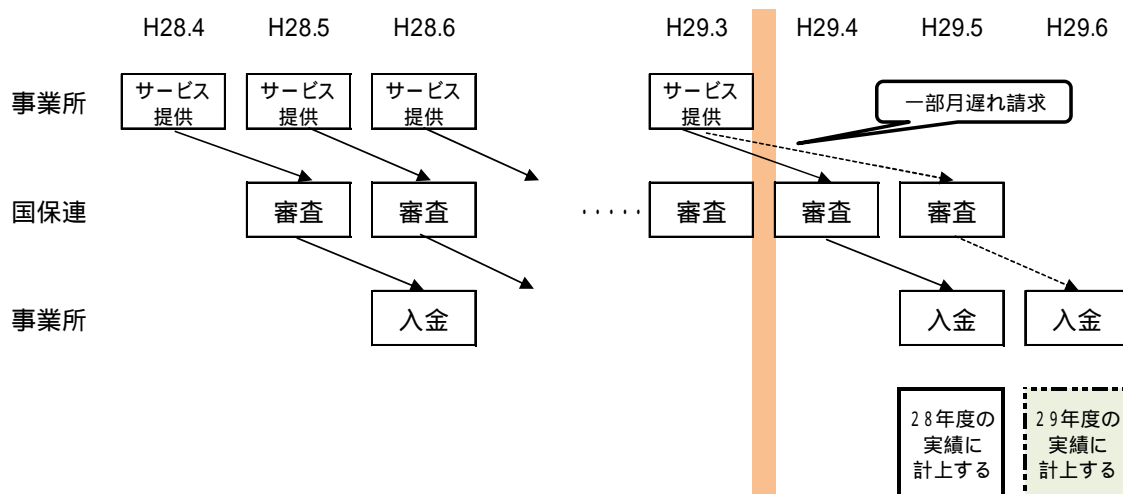 H28.4 H28.5 H28.6 H29.3 H29.4 H29.5 H29.6
事業所
サービス
提供
サービス
提供
サービス
提供
サービス
提供
一部月遅れ請求
国保連
審査
審査
・・・・・
審査
審査
審査
事業所
入金
入金
入金
28年度の
実績に
計上する
29年度の
実績に
計上する